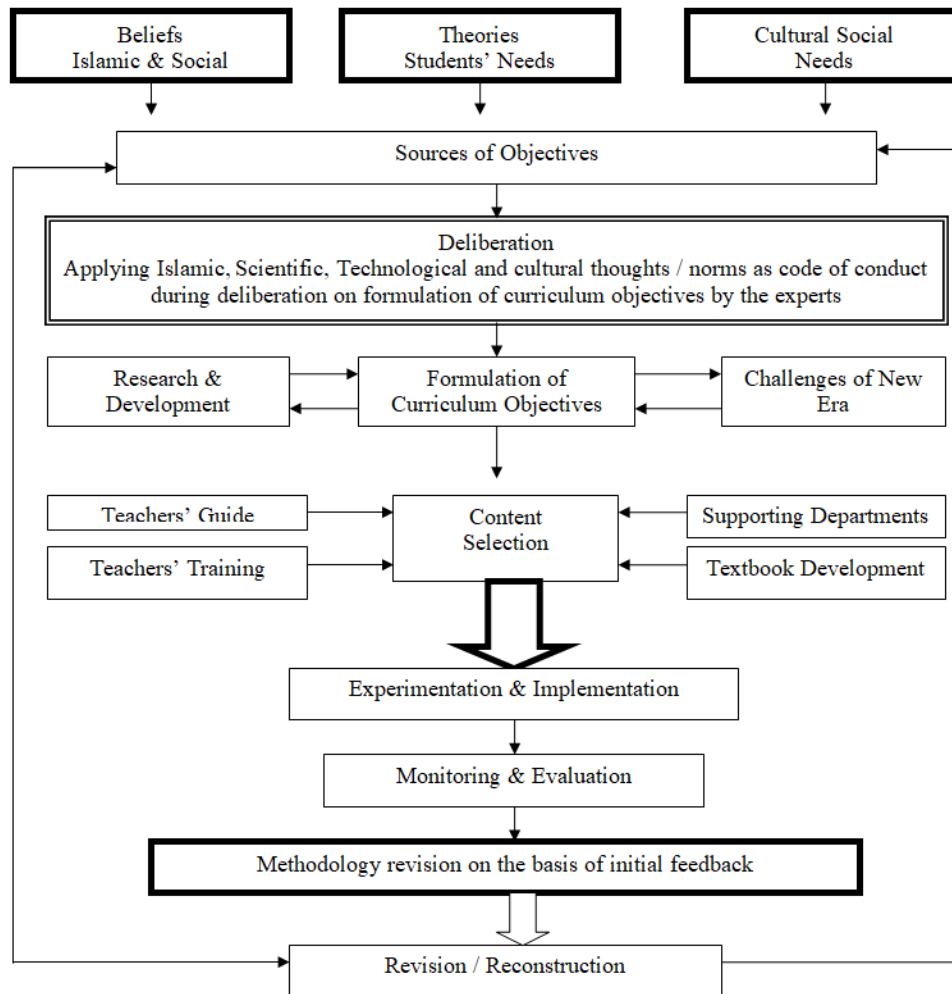 Beliefs
Islamic & Social
Theories
Students' Needs
Cultural Social
Needs
Sources of Objectives
Deliberation
Applying Islamic, Scientific, Technological and cultural thoughts / norms as code of conduct
during deliberation on formulation of curriculum objectives by the experts
Research &
Development
Formulation of
Curriculum Objectives
Challenges of New
Era
Teachers' Guide
Content
Selection
Supporting Departments
Teachers' Training
Textbook Development
Experimentation & Implementation
Monitoring & Evaluation
Methodology revision on the basis of initial feedback
Revision / Reconstruction